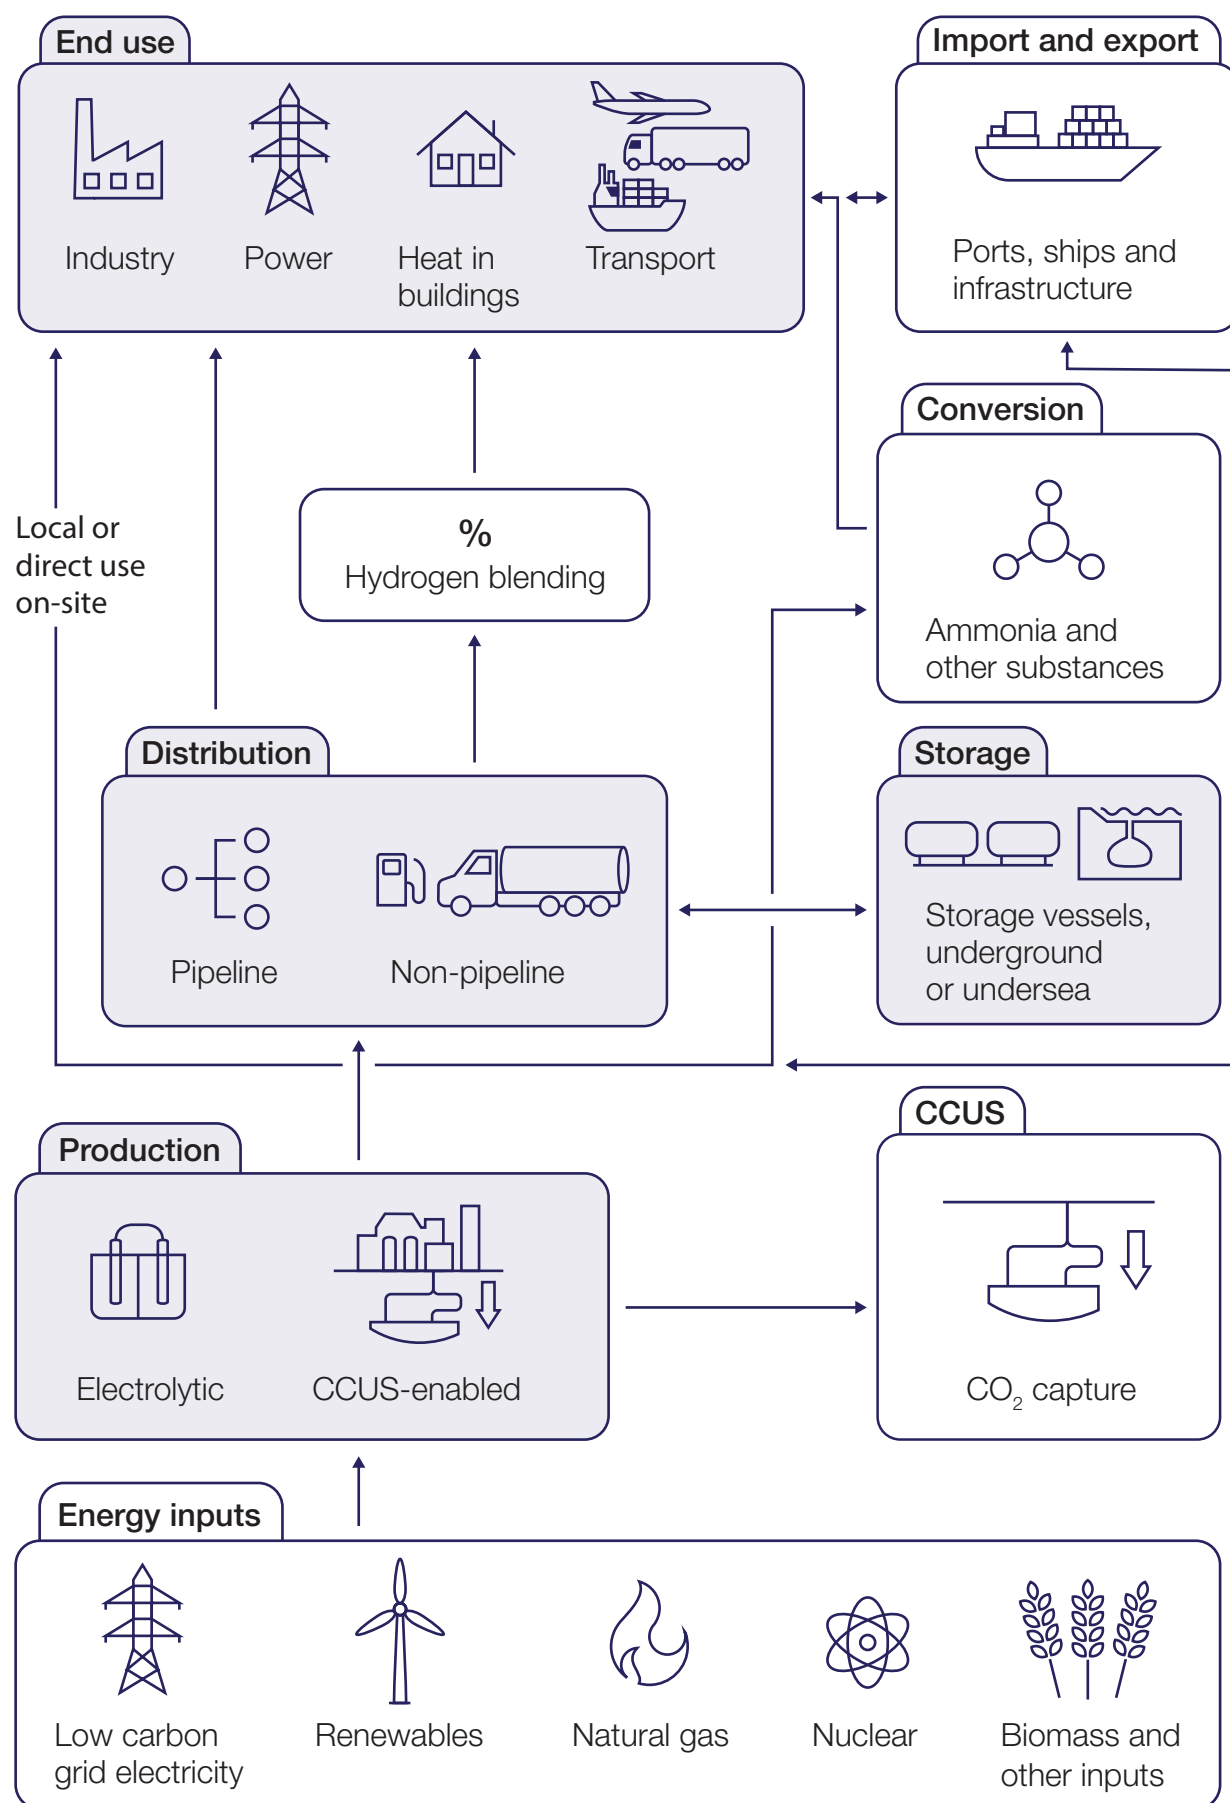 End use
Industry
Power
Heat in
buildings
Transport
Import and export
Ports, ships and
infrastructure
Conversion
Ammonia and
other substances
Local or
direct use
on-site
%
Hydrogen blending
Distribution
Pipeline
Non-pipeline
Storage
Storage vessels,
underground
or undersea
Production
Electrolytic
CCUS-enabled
CCUS
CO₂ capture
Energy inputs
Low carbon
grid electricity
Renewables
Natural gas
Nuclear
Biomass and
other inputs